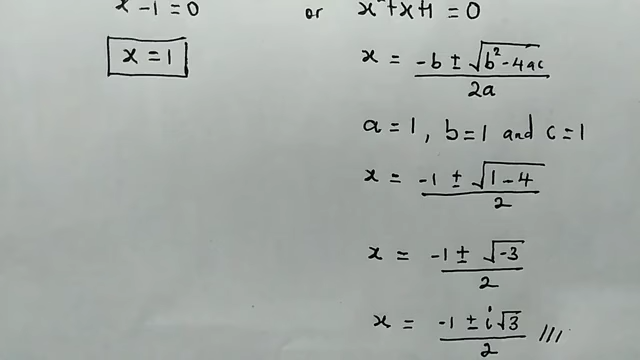 x - 1 = 0 or x² + x + 1 = 0
x = 1
x = (-b ± √(b² - 4ac)) / 2a
a = 1, b = 1 and c = 1
x = (-1 ± √(1 - 4)) / 2
x = (-1 ± √-3) / 2
x = (-1 ± i√3) / 2 ///